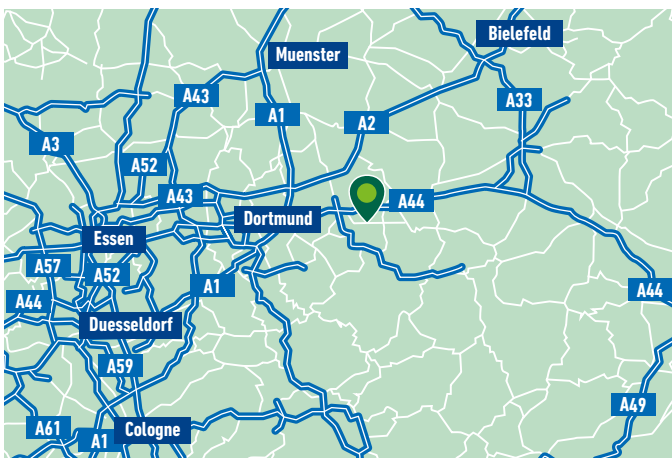 Bielefeld
Muenster
A43
A33
A1
A2
A3
A52
A43
A44
Dortmund
Essen
A57
A52
A1
A44
A44
Duesseldorf
A59
A49
A61
Cologne
A1